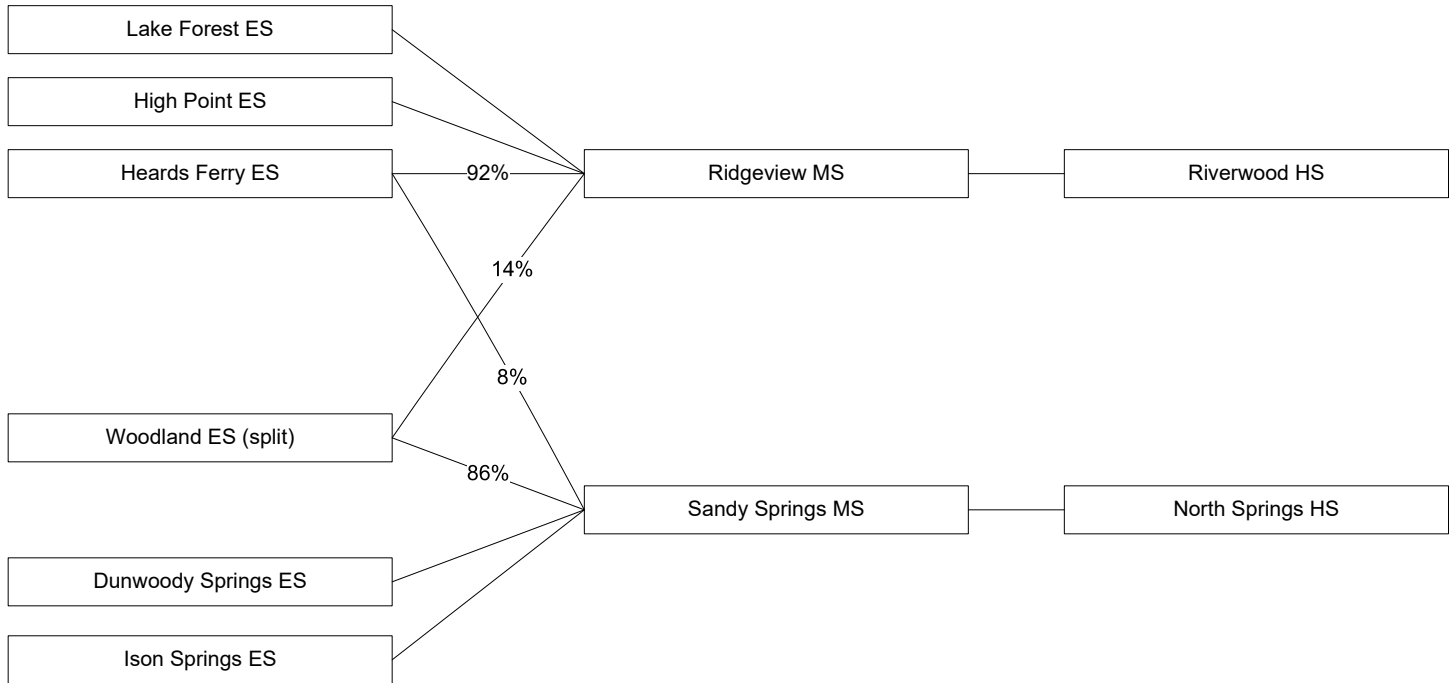 Lake Forest ES
High Point ES
Heards Ferry ES
92%
Ridgeview MS
Riverwood HS
14%
8%
Woodland ES (split)
86%
Sandy Springs MS
North Springs HS
Dunwoody Springs ES
Ison Springs ES